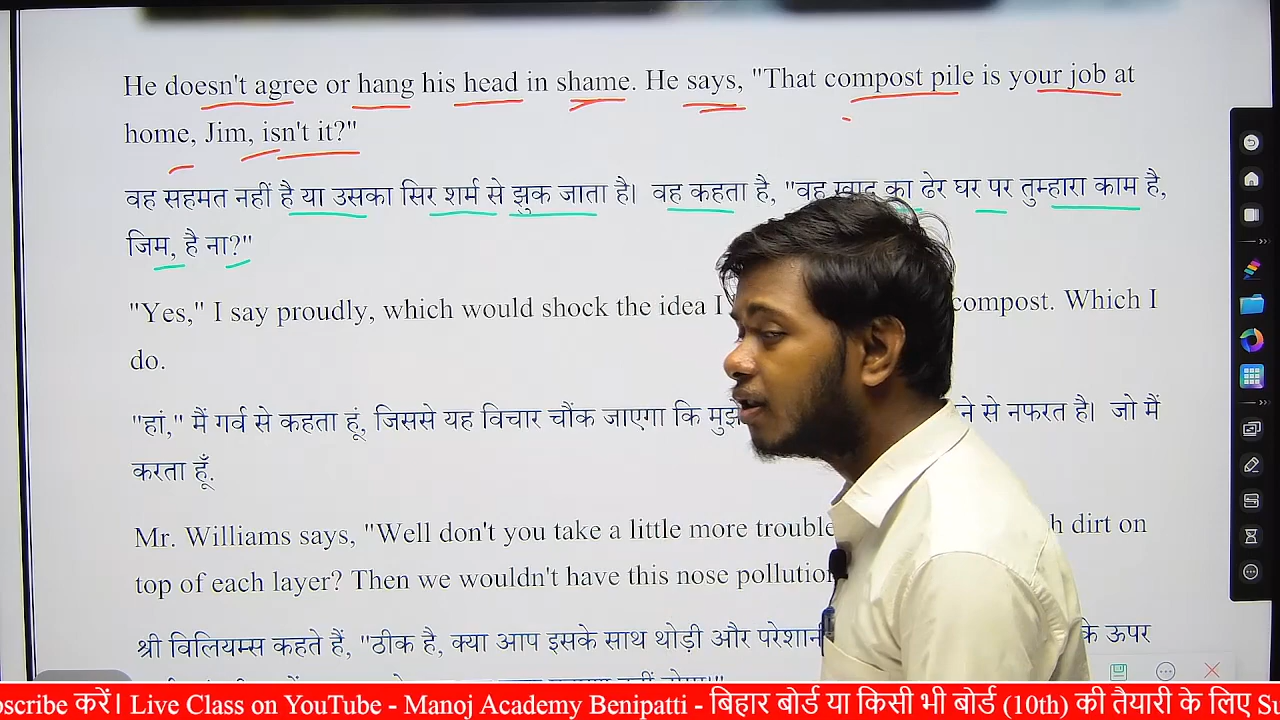 He doesn't agree or hang his head in shame. He says, "That compost pile is your job at
home, Jim, isn't it?"
वह सहमत नहीं है या उसका सिर शर्म से झुक जाता है। वह कहता है, "वह खाद का ढेर घर पर तुम्हारा काम है,
जिम, है ना?"
"Yes," I say proudly, which would shock the idea I compost. Which I
do.
"हां," मैं गर्व से कहता हूं, जिससे यह विचार चौंक जाएगा कि से नफरत है। जो मैं
करता हूँ.
Mr. Williams says, "Well don't you take a little more trouble dirt on
top of each layer? Then we wouldn't have this nose
श्री विलियम्स कहते हैं, "ठीक है, क्या आप इसके साथ थोड़ी और के ऊपर
करें। Live Class on YouTube - Manoj Academy Benipatti - बिहार बोर्ड या किसी भी बोर्ड (10th) की तैयारी के लिए